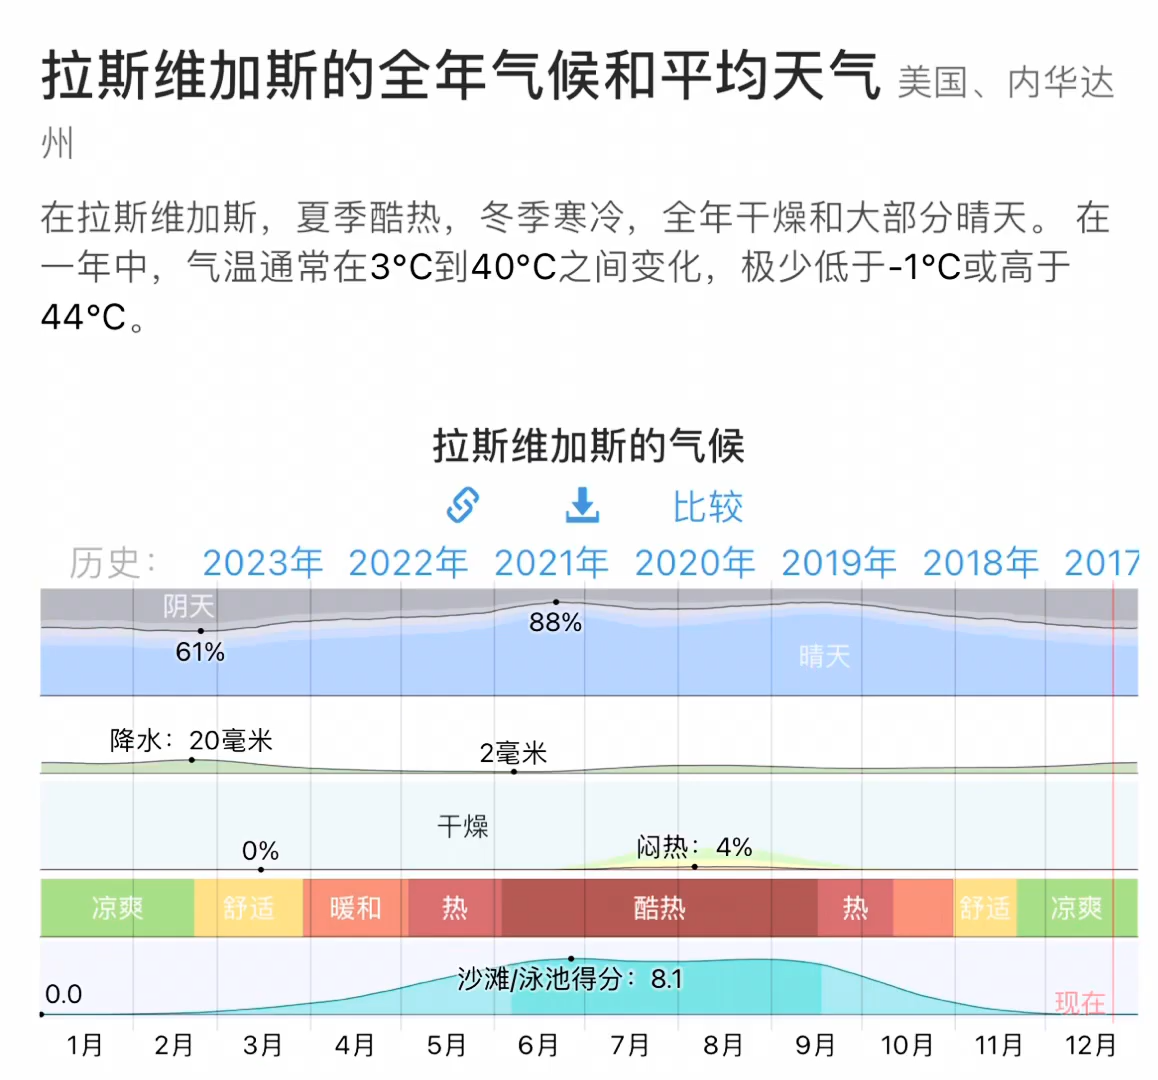 拉斯维加斯的全年气候和平均天气 美国、内华达
州
在拉斯维加斯，夏季酷热，冬季寒冷，全年干燥和大部分晴天。 在
一年中，气温通常在3°C到40°C之间变化，极少低于-1°C或高于
44°C。
拉斯维加斯的气候
比较
历史： 2023年 2022年 2021年 2020年 2019年 2018年 2017
阴天
88%
61%
晴天
降水：20毫米
2毫米
干燥
0%
闷热：4%
凉爽 舒适 暖和 热 酷热 热 舒适 凉爽
沙滩/泳池得分：8.1
0.0
现在
1月 2月 3月 4月 5月 6月 7月 8月 9月 10月 11月 12月